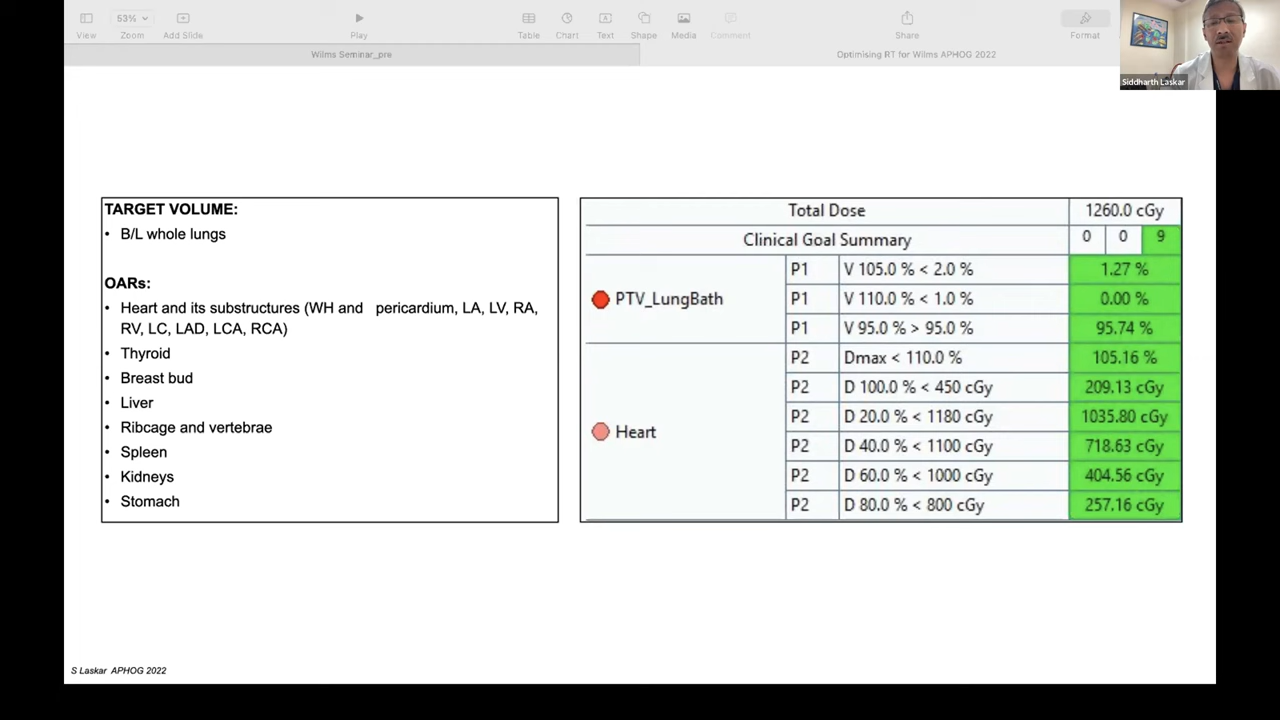 53%
View
Zoom
Add Slide
Play
Table
Chart
Text
Shape
Media
Comment
Share
Format
Wilms Seminar_pre
Optimising RT for Wilms APHOG 2022
Siddharth Laskar
TARGET VOLUME:
• B/L whole lungs
OARs:
• Heart and its substructures (WH and pericardium, LA, LV, RA,
RV, LC, LAD, LCA, RCA)
• Thyroid
• Breast bud
• Liver
• Ribcage and vertebrae
• Spleen
• Kidneys
• Stomach
Total Dose 1260.0 cGy
Clinical Goal Summary 0 0 9
PTV_LungBath
P1 V 105.0 % < 2.0 % 1.27 %
P1 V 110.0 % < 1.0 % 0.00 %
P1 V 95.0 % > 95.0 % 95.74 %
Heart
P2 Dmax < 110.0 % 105.16 %
P2 D 100.0 % < 450 cGy 209.13 cGy
P2 D 20.0 % < 1180 cGy 1035.80 cGy
P2 D 40.0 % < 1100 cGy 718.63 cGy
P2 D 60.0 % < 1000 cGy 404.56 cGy
P2 D 80.0 % < 800 cGy 257.16 cGy
S Laskar APHOG 2022